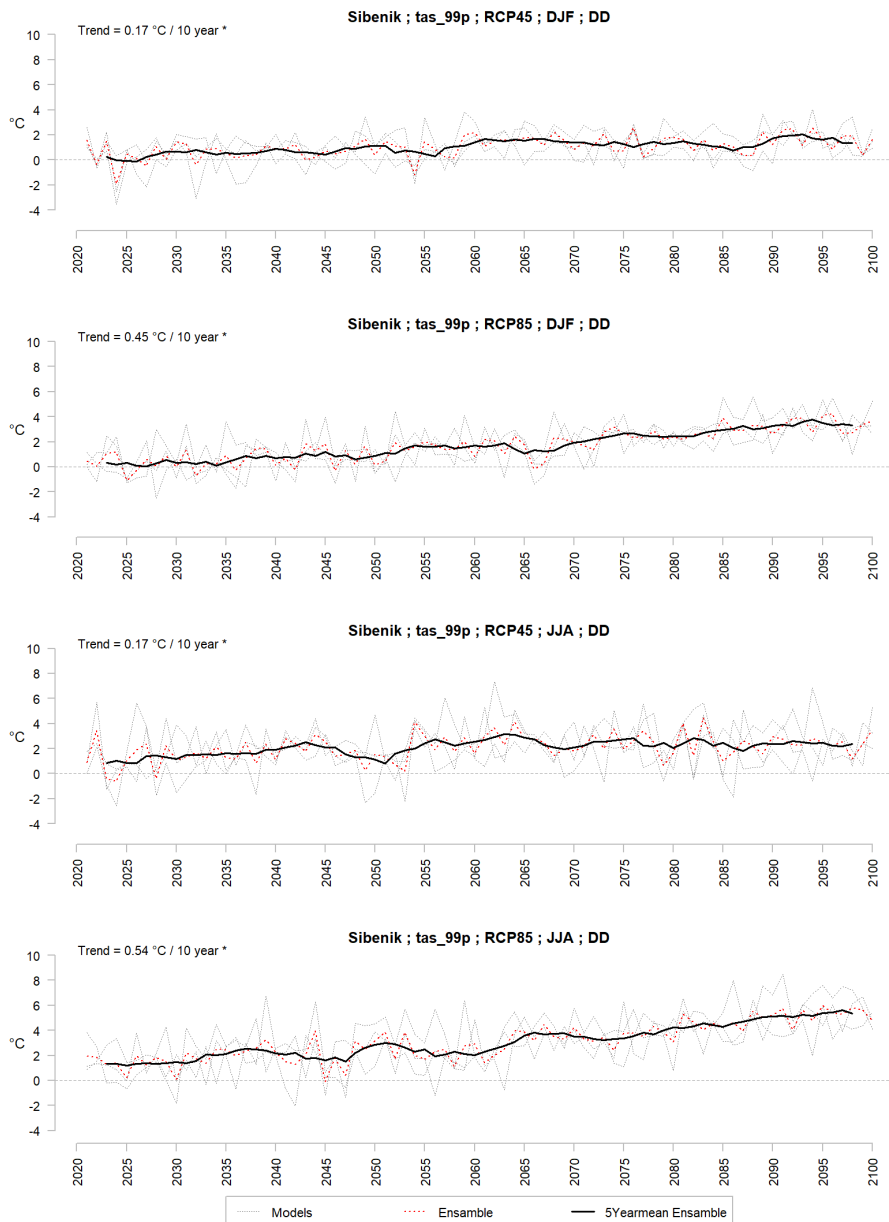 Sibenik ; tas_99p ; RCP45 ; DJF ; DD
Trend = 0.17 °C / 10 year *
10
8
6
4
2
0
-2
-4
°C
2020 2025 2030 2035 2040 2045 2050 2055 2060 2065 2070 2075 2080 2085 2090 2095 2100
Sibenik ; tas_99p ; RCP85 ; DJF ; DD
Trend = 0.45 °C / 10 year *
10
8
6
4
2
0
-2
-4
°C
2020 2025 2030 2035 2040 2045 2050 2055 2060 2065 2070 2075 2080 2085 2090 2095 2100
Sibenik ; tas_99p ; RCP45 ; JJA ; DD
Trend = 0.17 °C / 10 year *
10
8
6
4
2
0
-2
-4
°C
2020 2025 2030 2035 2040 2045 2050 2055 2060 2065 2070 2075 2080 2085 2090 2095 2100
Sibenik ; tas_99p ; RCP85 ; JJA ; DD
Trend = 0.54 °C / 10 year *
10
8
6
4
2
0
-2
-4
°C
2020 2025 2030 2035 2040 2045 2050 2055 2060 2065 2070 2075 2080 2085 2090 2095 2100
Models Ensamble 5Yearmean Ensamble